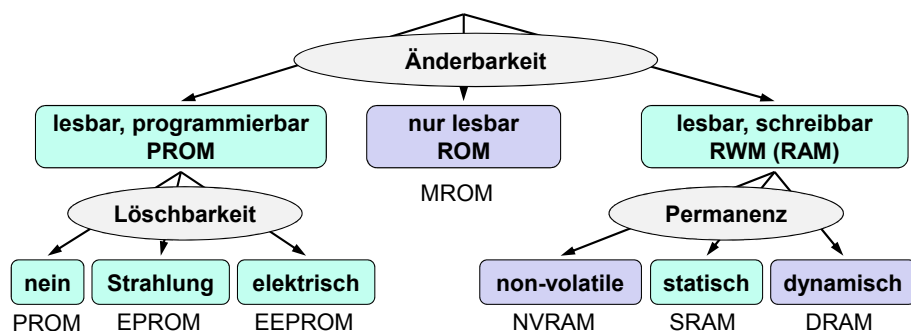 Änderbarkeit
lesbar, programmierbar
PROM
nur lesbar
ROM
lesbar, schreibbar
RWM (RAM)
MROM
Löschbarkeit
Permanenz
nein
Strahlung
elektrisch
non-volatile
statisch
dynamisch
PROM
EPROM
EEPROM
NVRAM
SRAM
DRAM